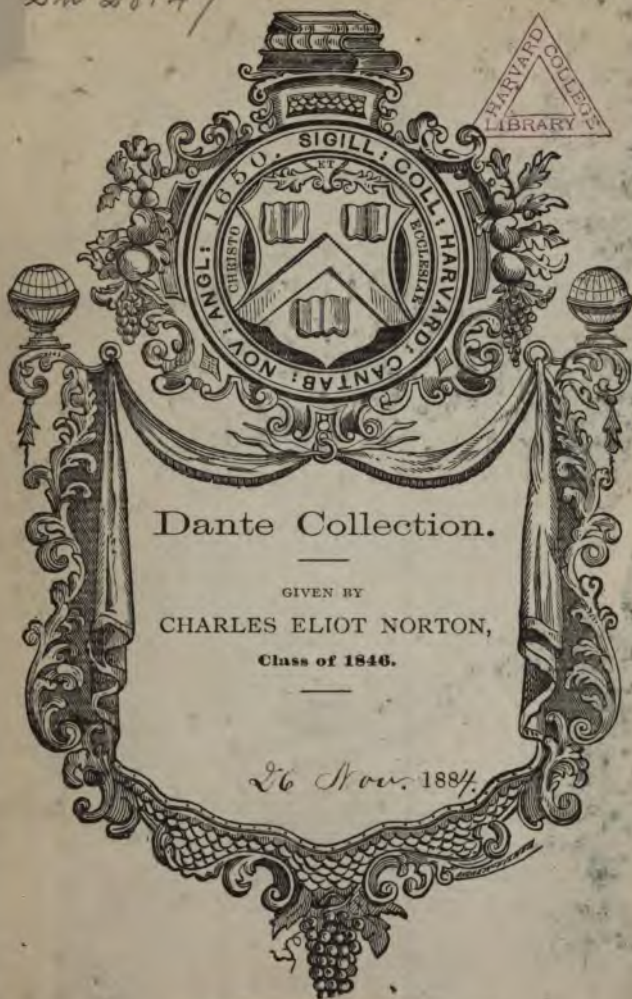 HARVARD COLLEGE LIBRARY
SIGILL: COLL: HARVARD: CANTAB: NOV: ANGL: 1650.
ET
CHRISTO
ECCLESIAE
Dante Collection.
GIVEN BY
CHARLES ELIOT NORTON,
Class of 1846.
26 Nov. 1884.